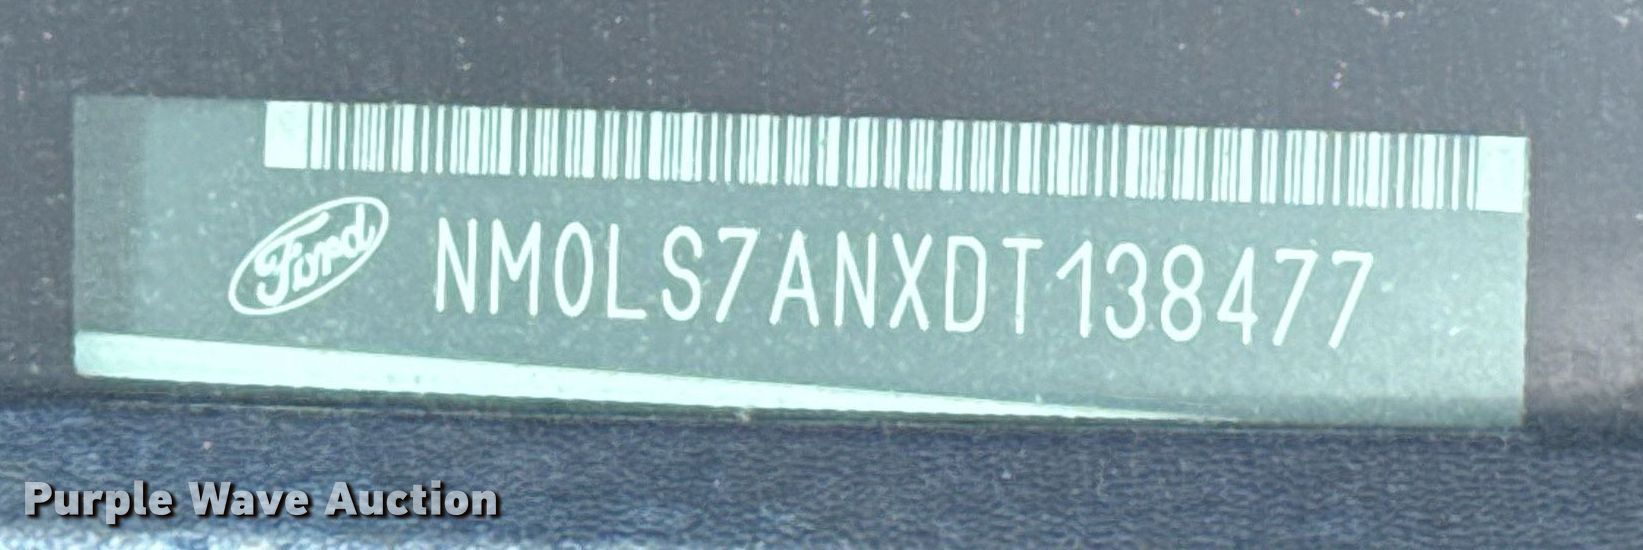 Ford NM0LS7ANXDT138477
Purple Wave Auction